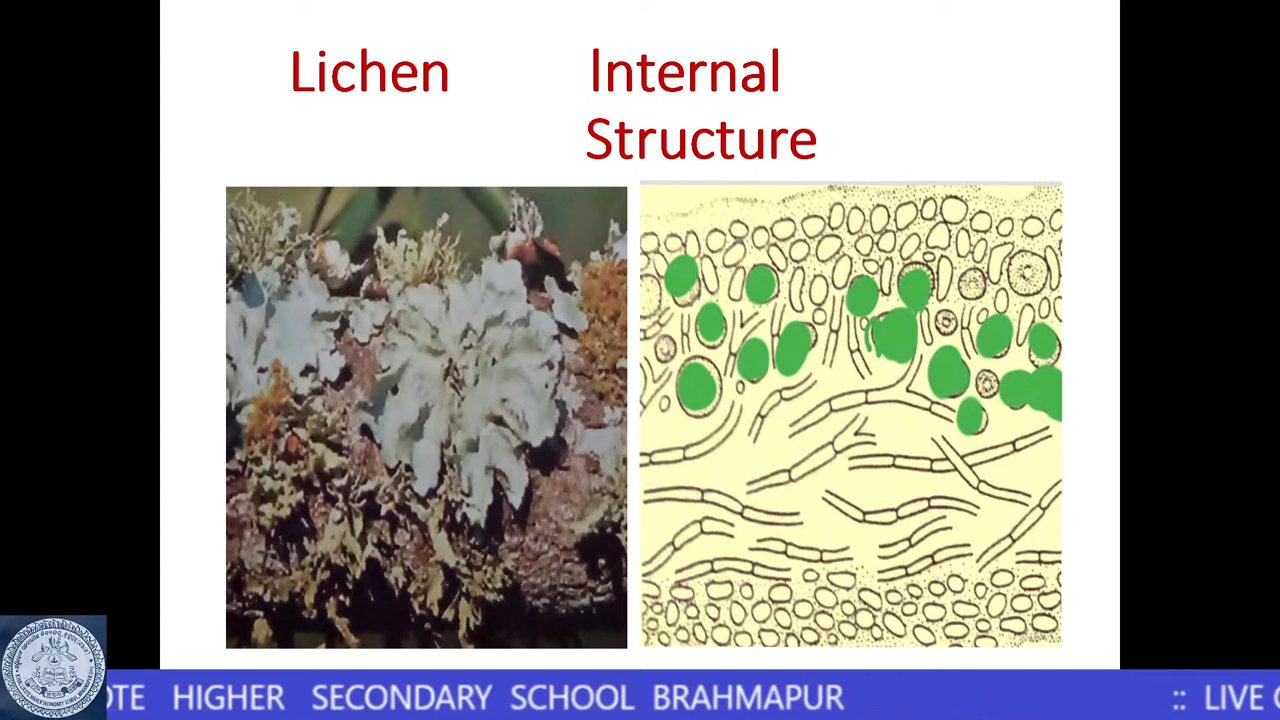 Lichen
Internal
Structure
OTE HIGHER SECONDARY SCHOOL BRAHMAPUR :: LIVE